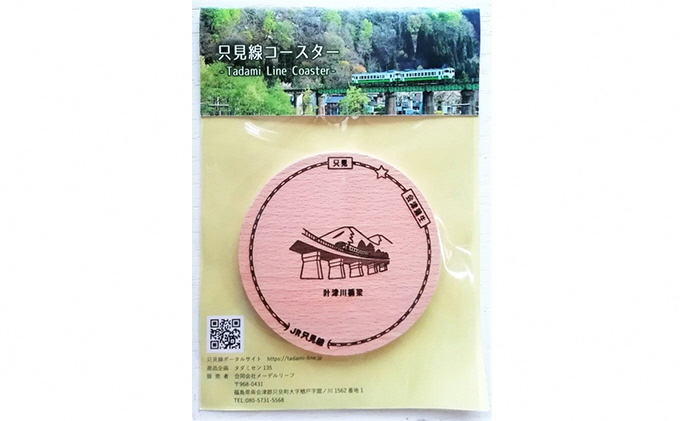 只見線コースター
-Tadami Line Coaster-
只見
会津蒲生
叶津川橋梁
JR只見線
只見線ポータルサイト https://tadami-line.jp
商品企画 タダミセン135
販売者 合同会社メーデルリーフ
〒968-0431
福島県南会津郡只見町大字楢戸字舘ノ川1562番地1
TEL:080-5731-5568